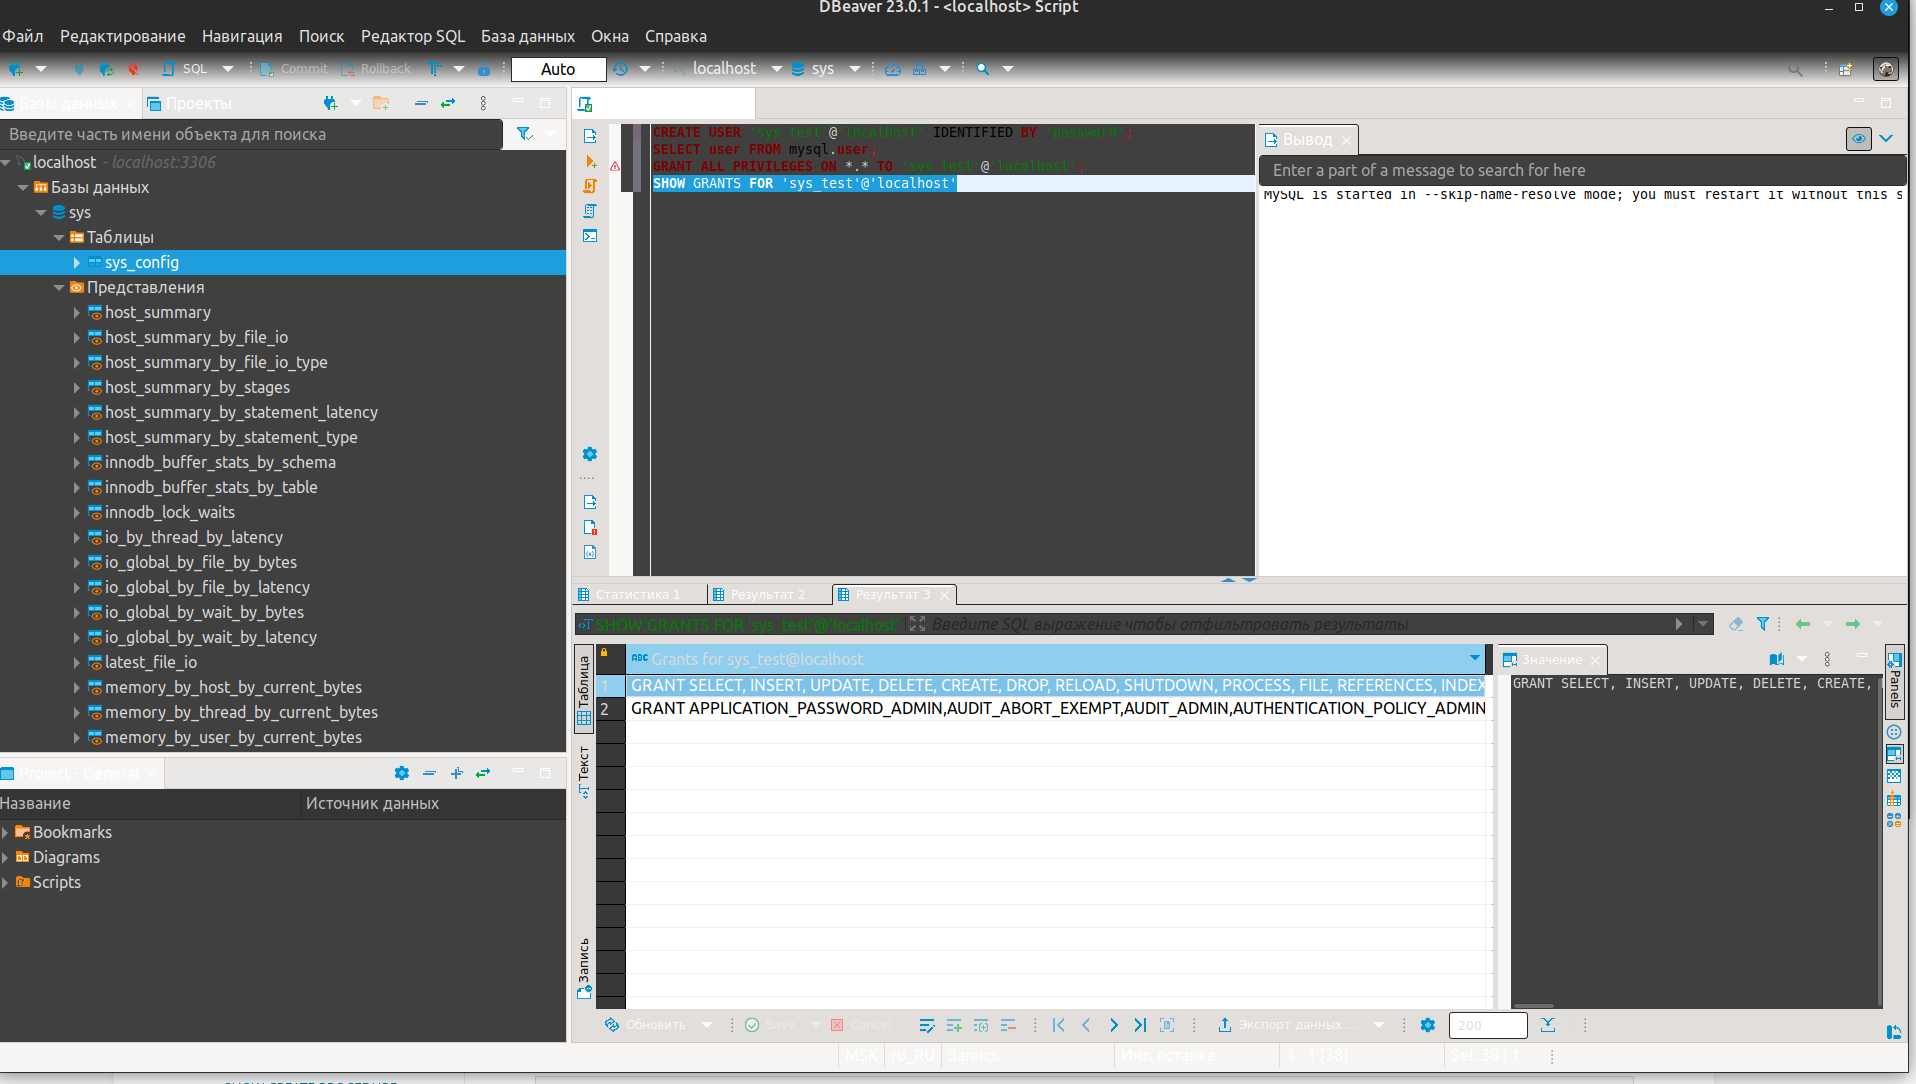 DBeaver 23.0.1 - <localhost> Script
Файл Редактирование Навигация Поиск Редактор SQL База данных Окна Справка
SQL Commit Rollback Auto localhost sys
Базы данных Проекты
Введите часть имени объекта для поиска
localhost - localhost:3306
Базы данных
sys
Таблицы
sys_config
Представления
host_summary
host_summary_by_file_io
host_summary_by_file_io_type
host_summary_by_stages
host_summary_by_statement_latency
host_summary_by_statement_type
innodb_buffer_stats_by_schema
innodb_buffer_stats_by_table
innodb_lock_waits
io_by_thread_by_latency
io_global_by_file_by_bytes
io_global_by_file_by_latency
io_global_by_wait_by_bytes
io_global_by_wait_by_latency
latest_file_io
memory_by_host_by_current_bytes
memory_by_thread_by_current_bytes
memory_by_user_by_current_bytes
Project - General
Название Источник данных
Bookmarks
Diagrams
Scripts
CREATE USER 'sys_test'@'localhost' IDENTIFIED BY 'password';
SELECT user FROM mysql.user;
GRANT ALL PRIVILEGES ON *.* TO 'sys_test'@'localhost';
SHOW GRANTS FOR 'sys_test'@'localhost'
Вывод
Enter a part of a message to search for here
MySQL is started in --skip-name-resolve mode; you must restart it without this s
Статистика 1 Результат 2 Результат 3
SHOW GRANTS FOR 'sys_test'@'localhost' Введите SQL выражение чтобы отфильтровать результаты
Таблица
Текст
Запись
ABC Grants for sys_test@localhost
1 GRANT SELECT, INSERT, UPDATE, DELETE, CREATE, DROP, RELOAD, SHUTDOWN, PROCESS, FILE, REFERENCES, INDEX
2 GRANT APPLICATION_PASSWORD_ADMIN,AUDIT_ABORT_EXEMPT,AUDIT_ADMIN,AUTHENTICATION_POLICY_ADMIN
Значение
GRANT SELECT, INSERT, UPDATE, DELETE, CREATE,
Panels
Обновить Save Cancel Экспорт данных ... 200
MSK ru_RU Запись Инт. вставка 4 : 1 [38] Sel: 38 | 1